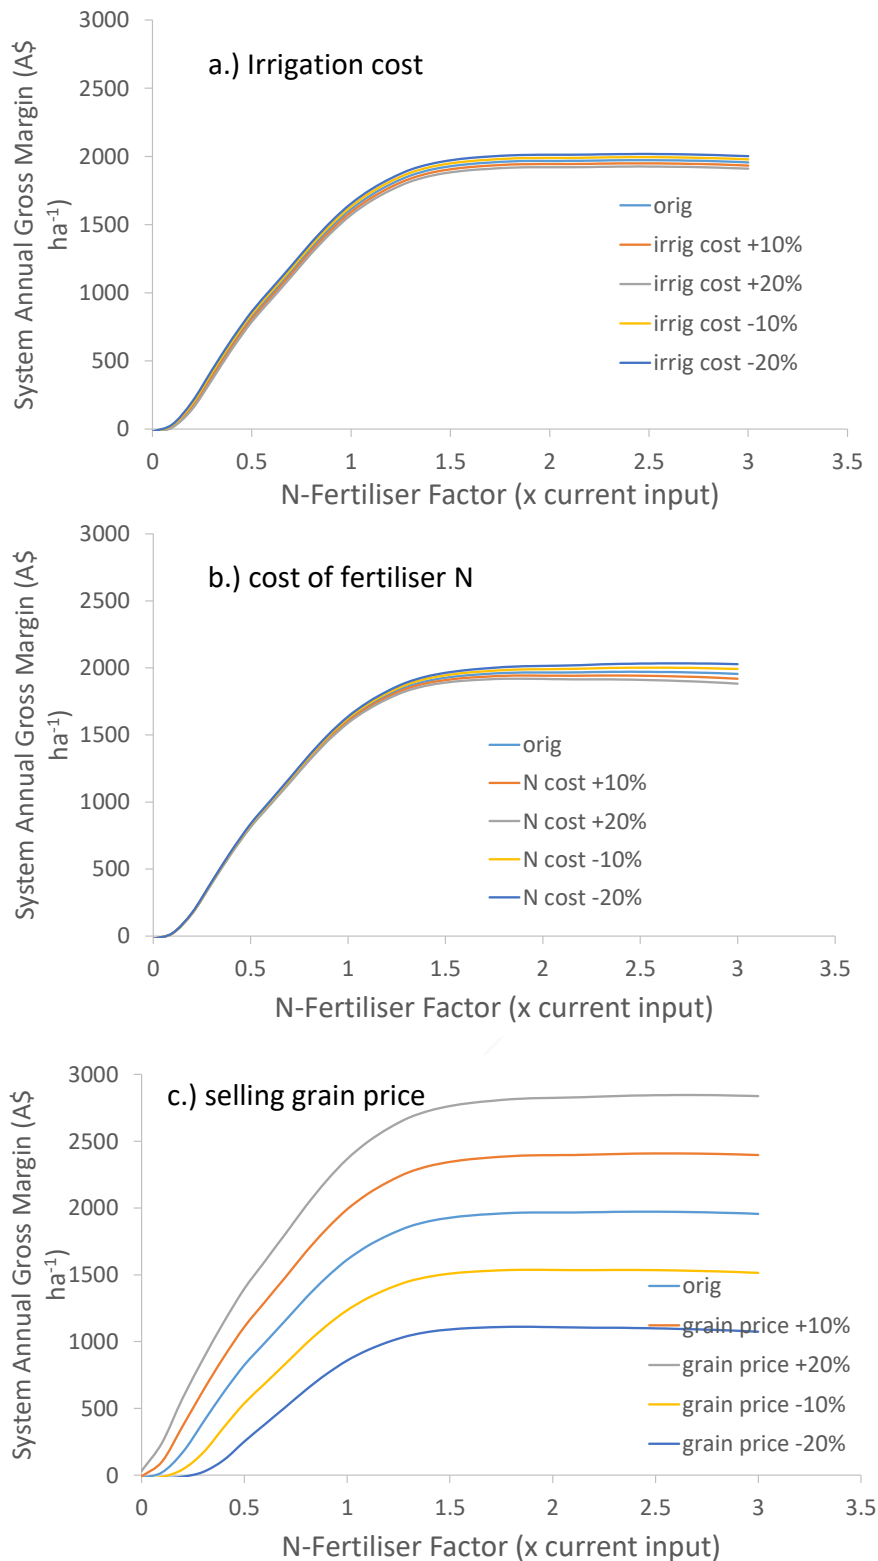 a.) Irrigation cost
System Annual Gross Margin (A$
ha⁻¹)
3000
2500
2000
1500
1000
500
0
0 0.5 1 1.5 2 2.5 3 3.5
N-Fertiliser Factor (x current input)
orig
irrig cost +10%
irrig cost +20%
irrig cost -10%
irrig cost -20%
b.) cost of fertiliser N
System Annual Gross Margin (A$
ha⁻¹)
3000
2500
2000
1500
1000
500
0
0 0.5 1 1.5 2 2.5 3 3.5
N-Fertiliser Factor (x current input)
orig
N cost +10%
N cost +20%
N cost -10%
N cost -20%
c.) selling grain price
System Annual Gross Margin (A$
ha⁻¹)
3000
2500
2000
1500
1000
500
0
0 0.5 1 1.5 2 2.5 3 3.5
N-Fertiliser Factor (x current input)
orig
grain price +10%
grain price +20%
grain price -10%
grain price -20%